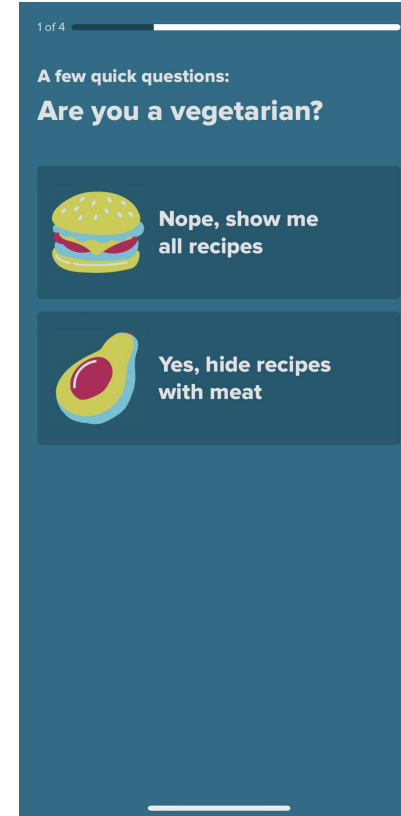 1 of 4
A few quick questions:
Are you a vegetarian?
Nope, show me
all recipes
Yes, hide recipes
with meat